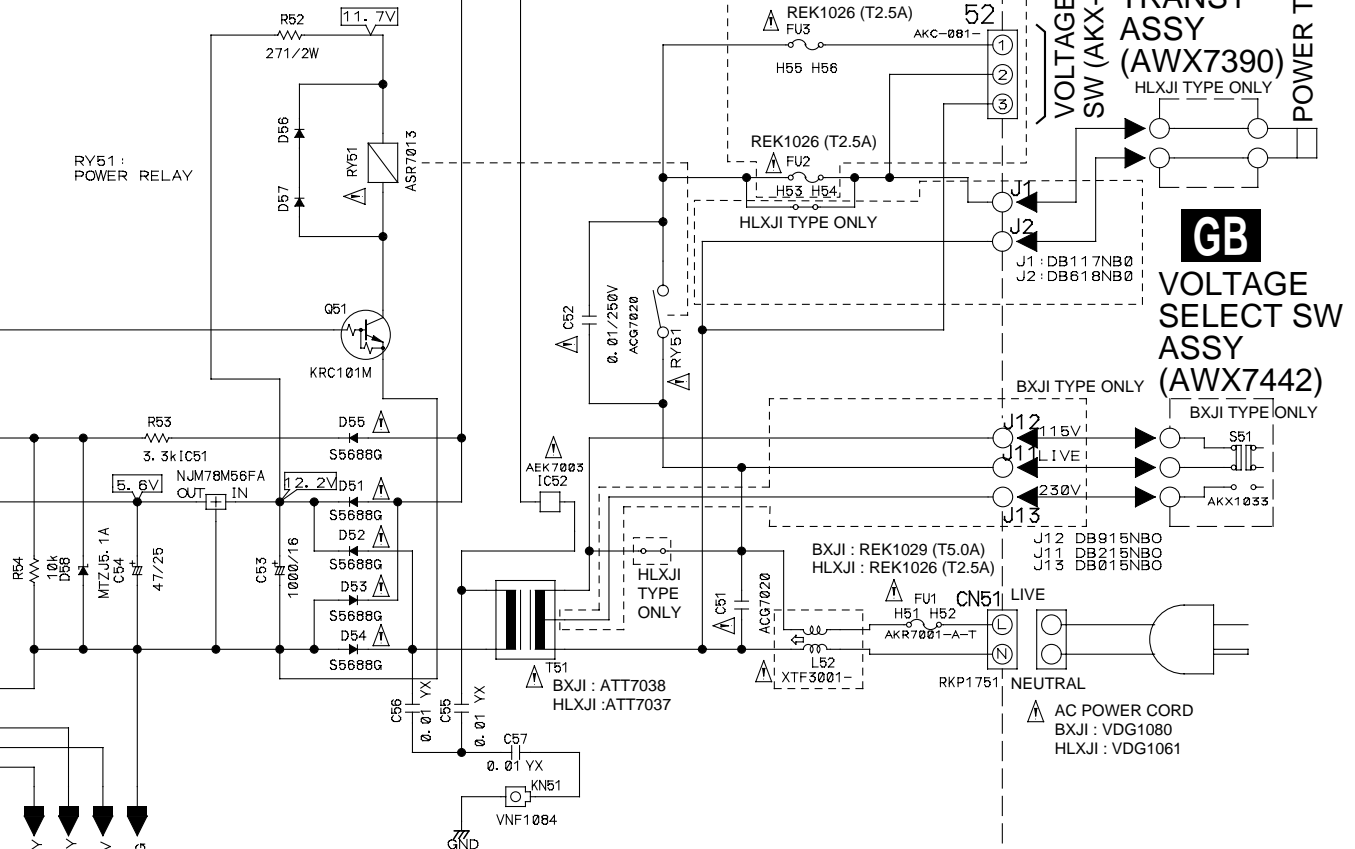 R52
271/2W
11. 7V
REK1026 (T2.5A)
FU3
H55 H56
52
AKC-081-
VOLTAGE
SW (AKX-
ASSY
(AWX7390)
HLXJI TYPE ONLY
POWER T
RY51 :
POWER RELAY
D56
D57
RY51
ASR7013
REK1026 (T2.5A)
FU2
H53 H54
HLXJI TYPE ONLY
1
2
3
J1
J2
J1:DB117NB0
J2:DB618NB0
GB
VOLTAGE
SELECT SW
ASSY
(AWX7442)
BXJI TYPE ONLY
BXJI TYPE ONLY
Q51
KRC101M
C52
0. 01/250V
ACG7020
RY51
R53
3. 3k
IC51
NJM78M56FA
OUT
IN
5. 6V
12. 2V
D55
S5688G
D51
S5688G
D52
S5688G
D53
S5688G
D54
S5688G
AEK7003
IC52
J12
115V
J11
LIVE
230V
J13
S51
AKX1033
J12 DB915NBO
J11 DB215NBO
J13 DB015NBO
R54
10k
D58
MTZJ5. 1A
C54
47/25
C53
1000/16
HLXJI
TYPE
ONLY
C51
ACG7020
BXJI : REK1029 (T5.0A)
HLXJI : REK1026 (T2.5A)
FU1
H51 H52
AKR7001-A-T
CN51
LIVE
L
N
L52
XTF3001-
RKP1751
NEUTRAL
T51
BXJI : ATT7038
HLXJI :ATT7037
AC POWER CORD
BXJI : VDG1080
HLXJI : VDG1061
C56
0. 01 YX
C55
0. 01 YX
C57
0. 01 YX
KN51
VNF1084
GND